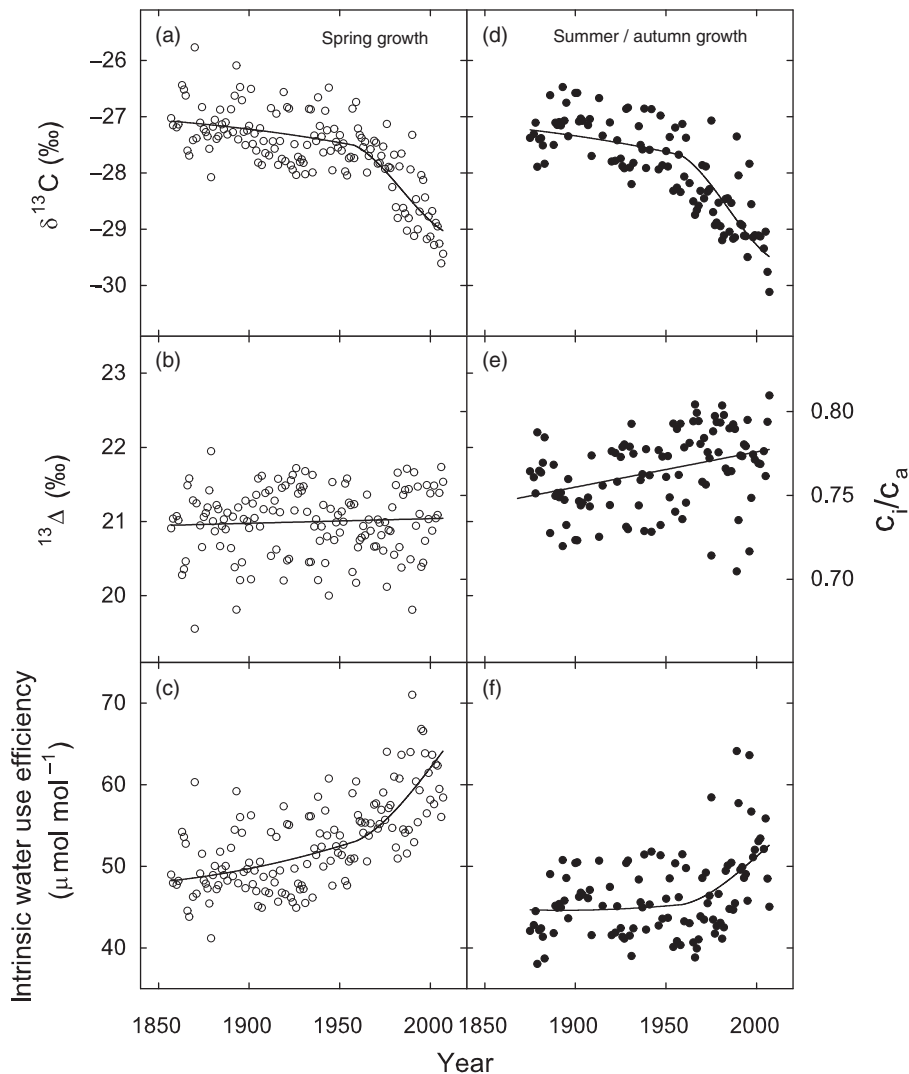 (a)
Spring growth
(d)
Summer / autumn growth
−26
−27
−28
−29
−30
δ ¹³C (‰)
(b)
(e)
23
22
21
20
¹³Δ (‰)
0.80
0.75
0.70
cᵢ/cₐ
(c)
(f)
70
60
50
40
Intrinsic water use efficiency
(μmol mol⁻¹)
1850 1900 1950 2000 1850 1900 1950 2000
Year